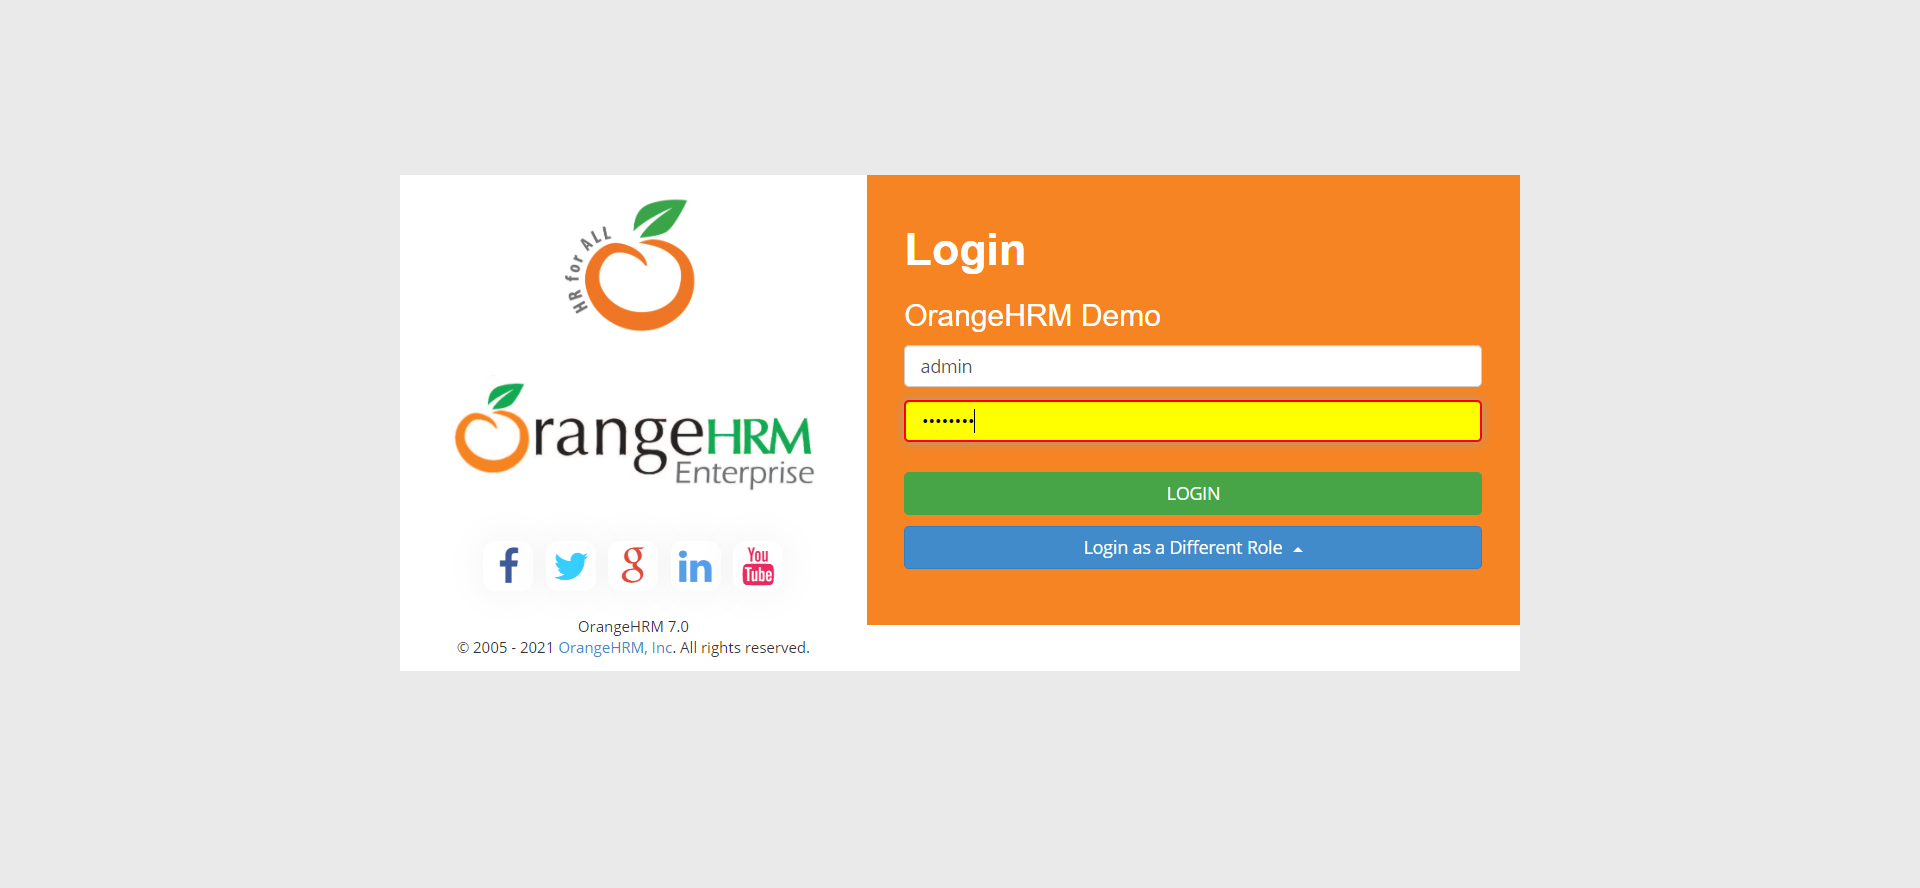 HR for ALL
OrangeHRM
Enterprise
You
Tube
OrangeHRM 7.0
© 2005 - 2021 OrangeHRM, Inc. All rights reserved.
Login
OrangeHRM Demo
admin
••••••••
LOGIN
Login as a Different Role